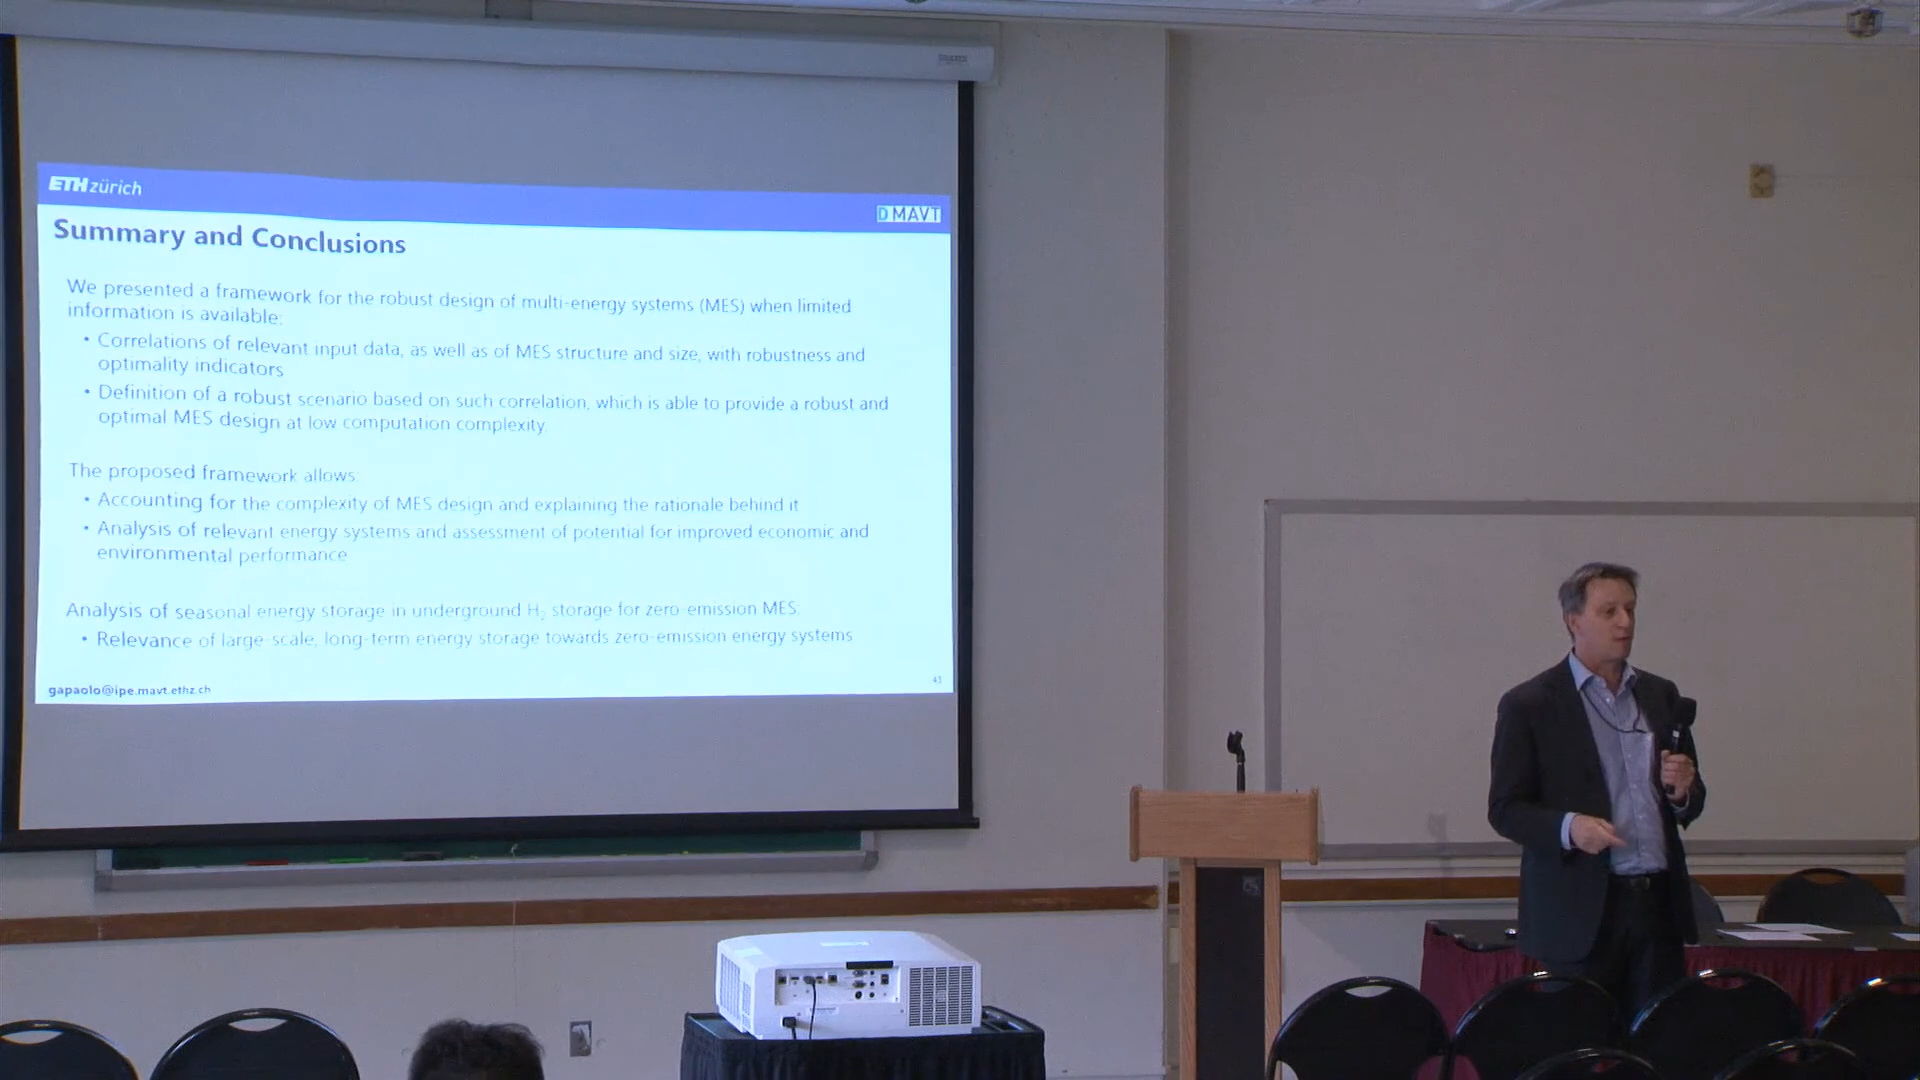 ETH zürich
D MAVT
Summary and Conclusions
We presented a framework for the robust design of multi-energy systems (MES) when limited
information is available:
• Correlations of relevant input data, as well as of MES structure and size, with robustness and
optimality indicators
• Definition of a robust scenario based on such correlation, which is able to provide a robust and
optimal MES design at low computation complexity.
The proposed framework allows:
• Accounting for the complexity of MES design and explaining the rationale behind it
• Analysis of relevant energy systems and assessment of potential for improved economic and
environmental performance
Analysis of seasonal energy storage in underground H₂ storage for zero-emission MES:
• Relevance of large-scale, long-term energy storage towards zero-emission energy systems
gapaolo@ipe.mavt.ethz.ch